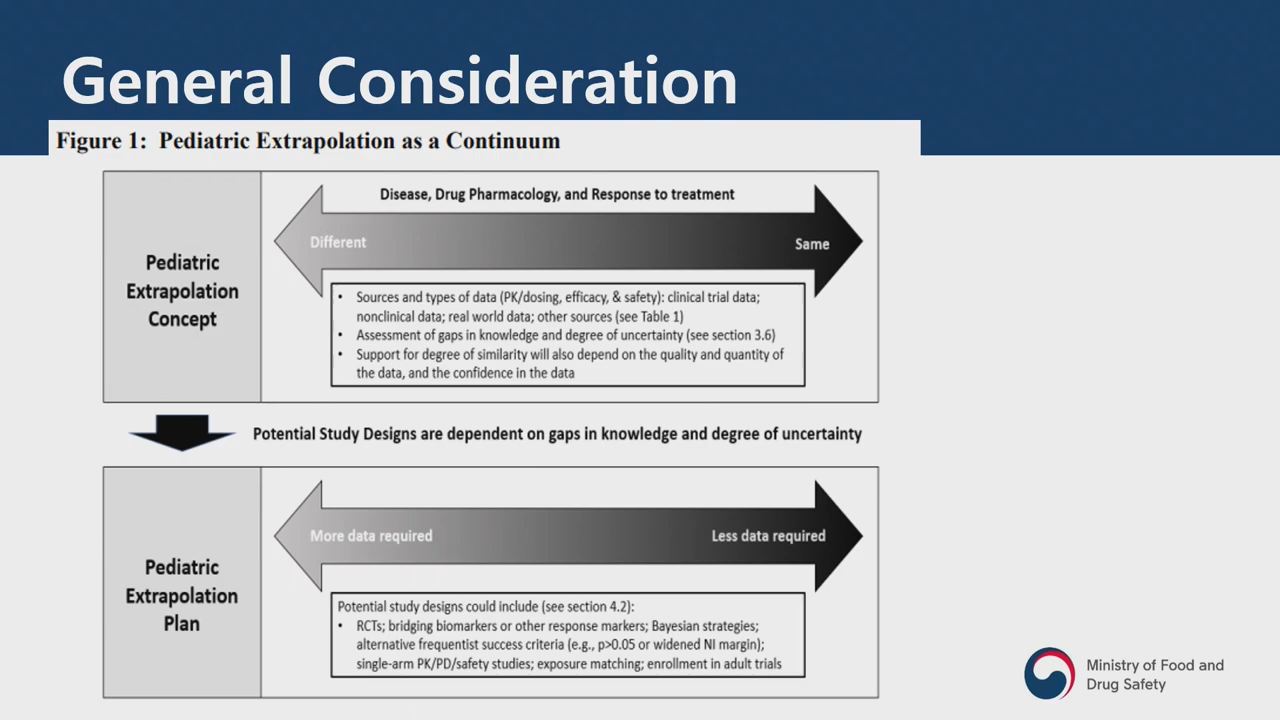 General Consideration
Figure 1: Pediatric Extrapolation as a Continuum
Pediatric
Extrapolation
Concept
Disease, Drug Pharmacology, and Response to treatment
Different
Same
• Sources and types of data (PK/dosing, efficacy, & safety): clinical trial data;
nonclinical data; real world data; other sources (see Table 1)
• Assessment of gaps in knowledge and degree of uncertainty (see section 3.6)
• Support for degree of similarity will also depend on the quality and quantity of
the data, and the confidence in the data
Potential Study Designs are dependent on gaps in knowledge and degree of uncertainty
Pediatric
Extrapolation
Plan
More data required
Less data required
Potential study designs could include (see section 4.2):
• RCTs; bridging biomarkers or other response markers; Bayesian strategies;
alternative frequentist success criteria (e.g., p>0.05 or widened NI margin);
single-arm PK/PD/safety studies; exposure matching; enrollment in adult trials
Ministry of Food and
Drug Safety